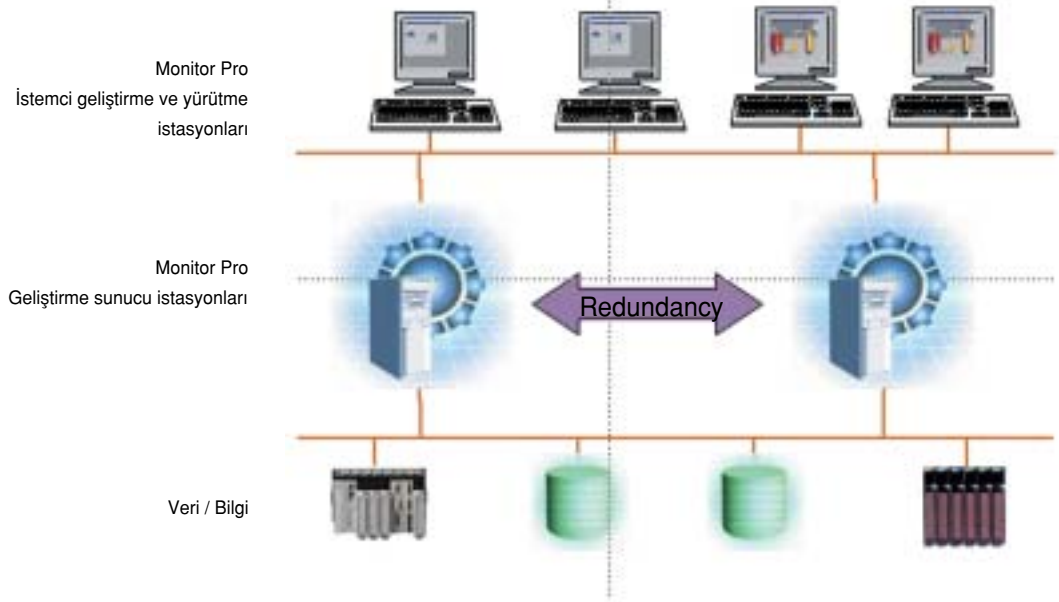 Monitor Pro
İstemci geliştirme ve yürütme
istasyonları
Monitor Pro
Geliştirme sunucu istasyonları
Redundancy
Veri / Bilgi